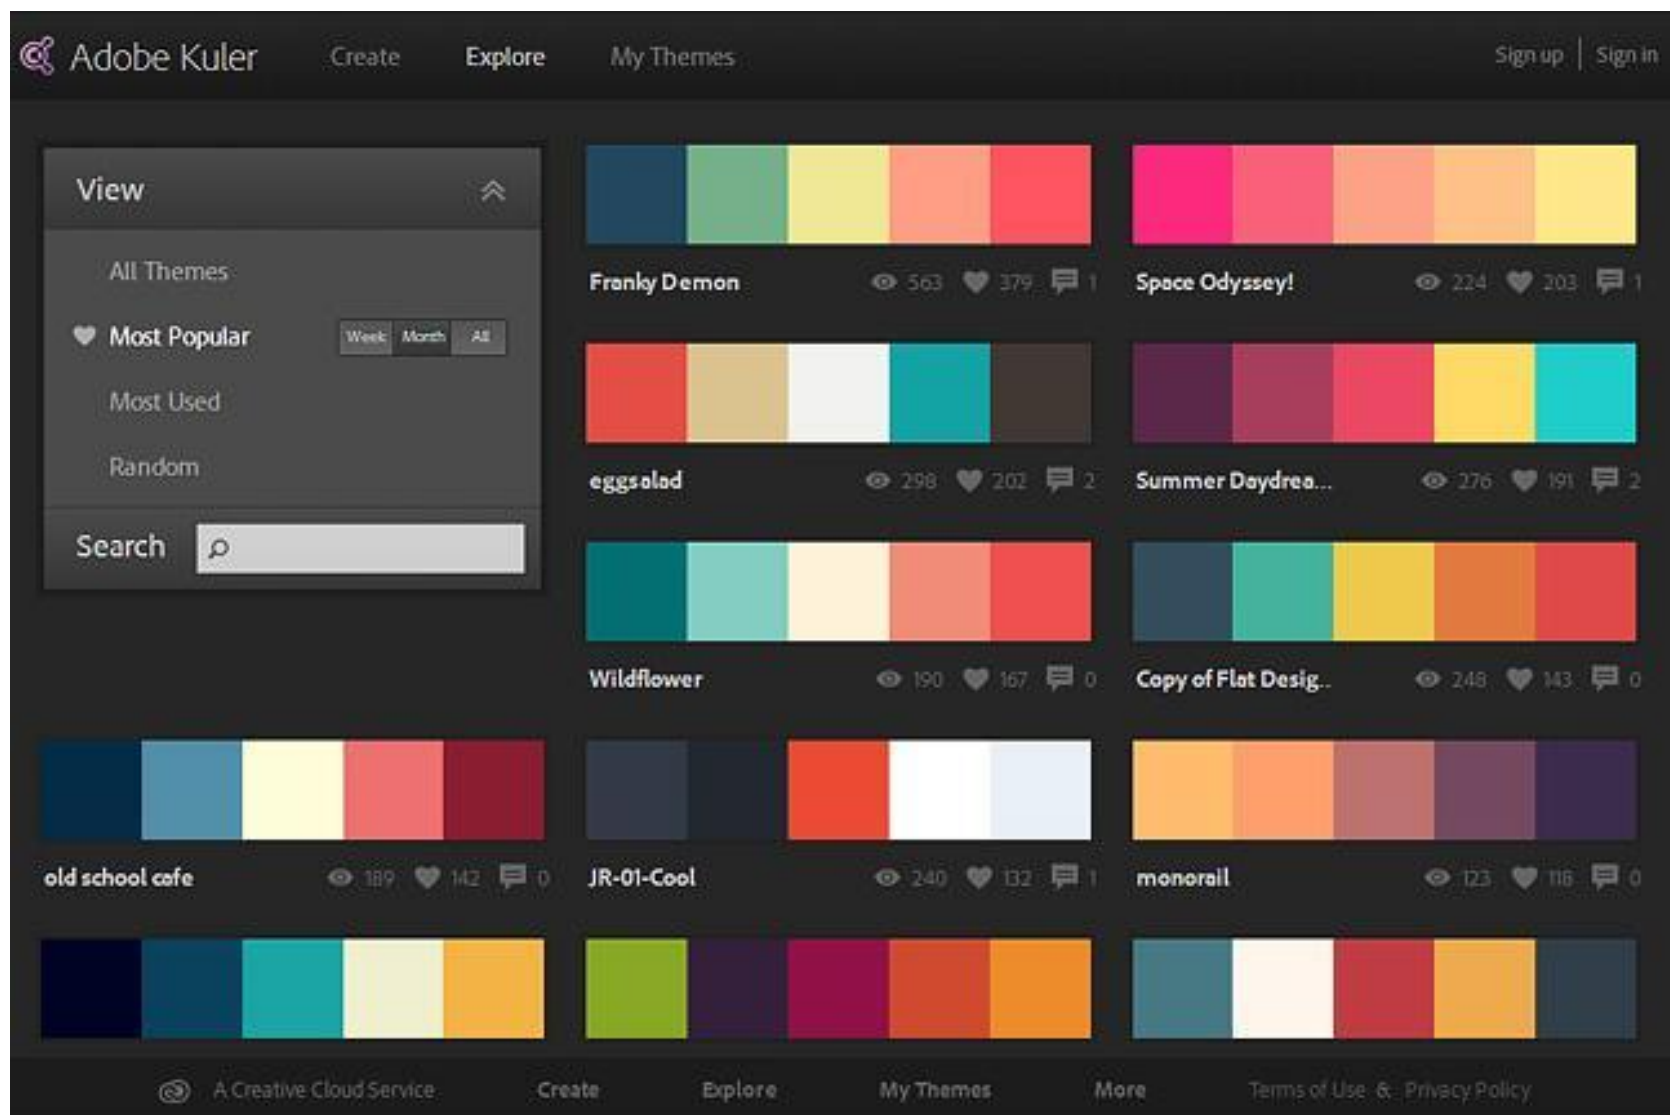 Adobe Kuler Create Explore My Themes Sign up Sign in
View
All Themes
Most Popular Week Month All
Most Used
Random
Search
Franky Demon 563 379 1
Space Odyssey! 224 203 1
eggsalad 298 202 2
Summer Daydrea... 276 191 2
Wildflower 190 167 0
Copy of Flat Desig.. 248 143 0
old school cafe 189 142 0
JR-01-Cool 240 132 1
monorail 123 118 0
A Creative Cloud Service Create Explore My Themes More Terms of Use & Privacy Policy